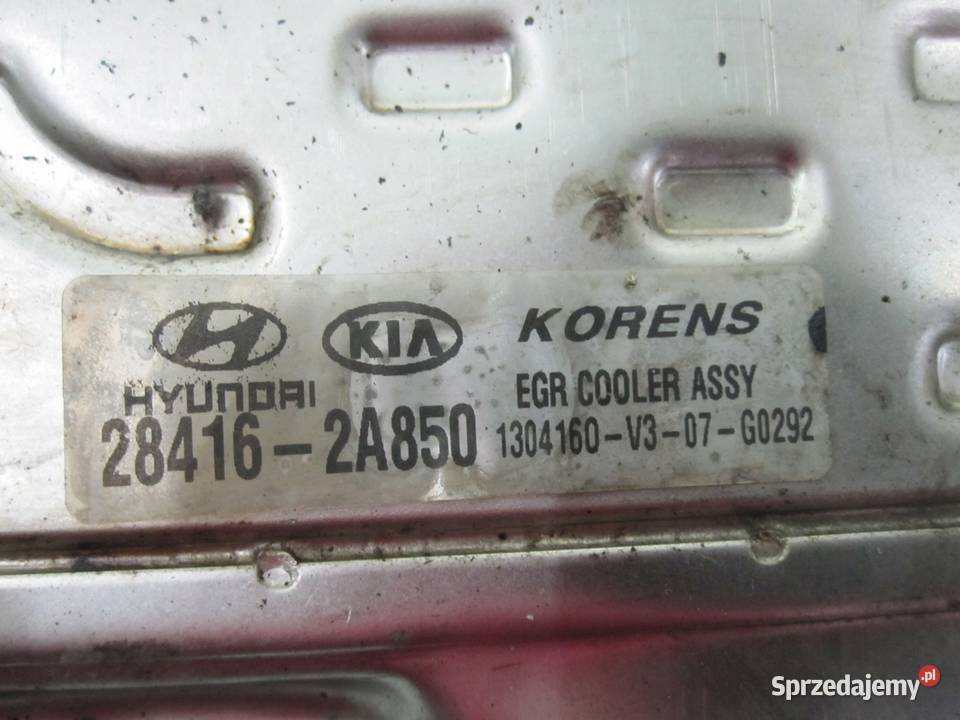 HYUNDAI
KIA
KORENS
EGR COOLER ASSY
28416-2A850
1304160-V3-07-G0292
Sprzedajemy.pl